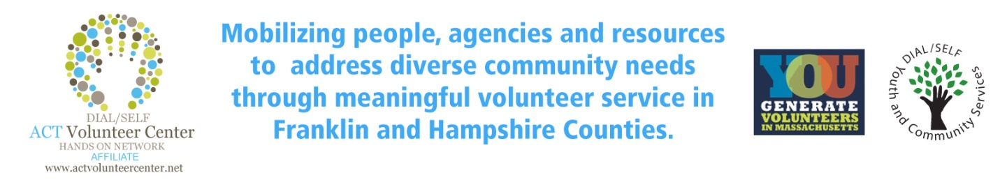 DIAL/SELF
ACT Volunteer Center
HANDS ON NETWORK
AFFILIATE
www.actvolunteercenter.net
Mobilizing people, agencies and resources
to  address diverse community needs
through meaningful volunteer service in
Franklin and Hampshire Counties.
YOU
GENERATE
VOLUNTEERS
IN MASSACHUSETTS
DIAL/SELF
Youth and Community Services